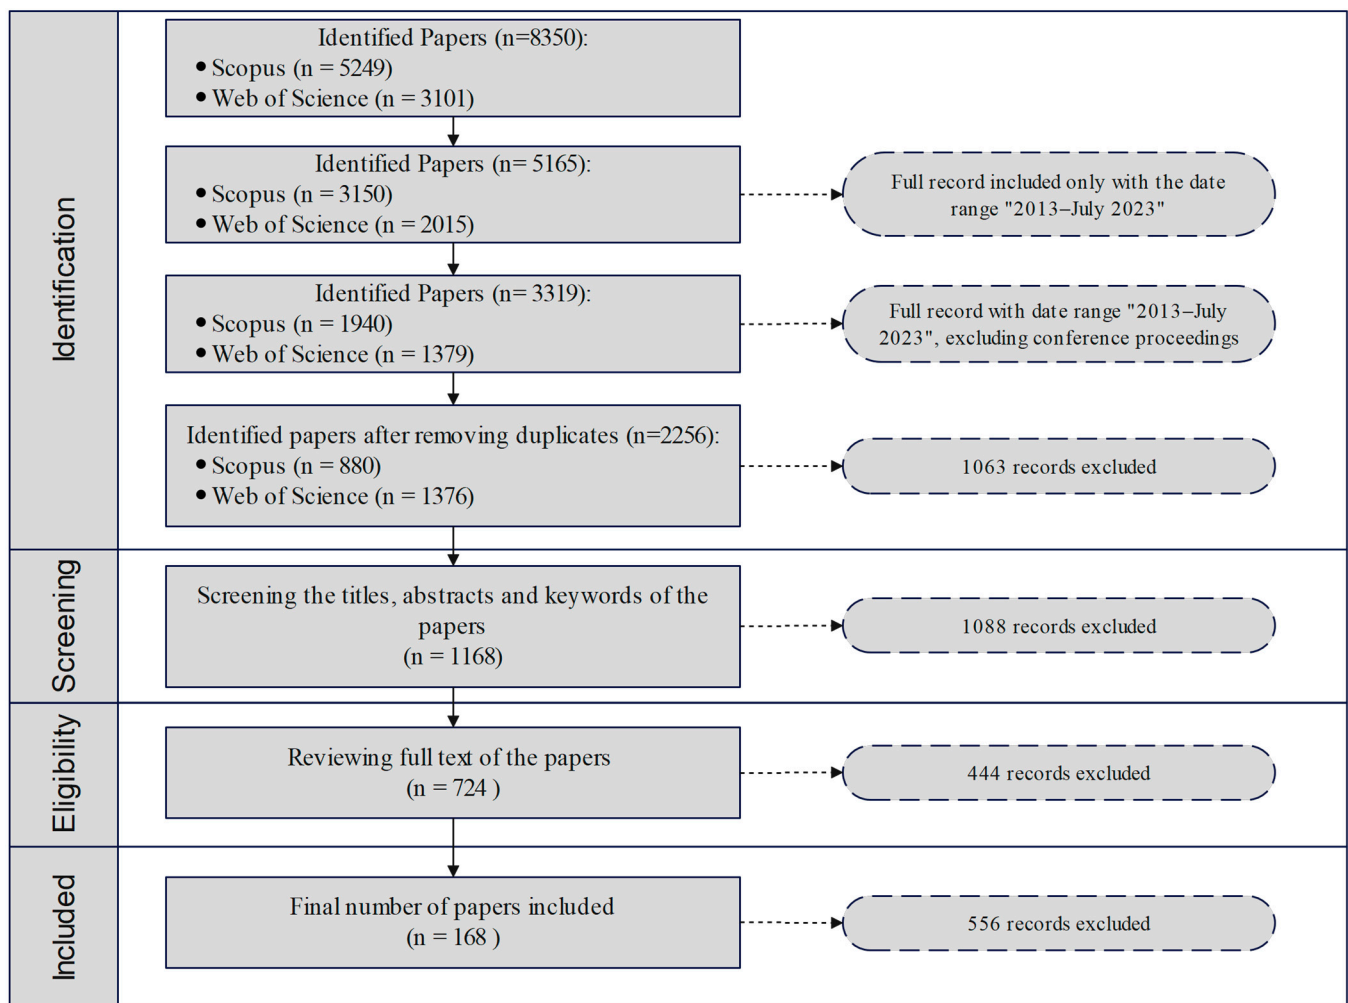 Identification
Identified Papers (n=8350):
• Scopus (n = 5249)
• Web of Science (n = 3101)
Identified Papers (n= 5165):
• Scopus (n = 3150)
• Web of Science (n = 2015)
Full record included only with the date
range "2013–July 2023"
Identified Papers (n= 3319):
• Scopus (n = 1940)
• Web of Science (n = 1379)
Full record with date range "2013–July
2023", excluding conference proceedings
Identified papers after removing duplicates (n=2256):
• Scopus (n = 880)
• Web of Science (n = 1376)
1063 records excluded
Screening
Screening the titles, abstracts and keywords of the
papers
(n = 1168)
1088 records excluded
Eligibility
Reviewing full text of the papers
(n = 724 )
444 records excluded
Included
Final number of papers included
(n = 168 )
556 records excluded